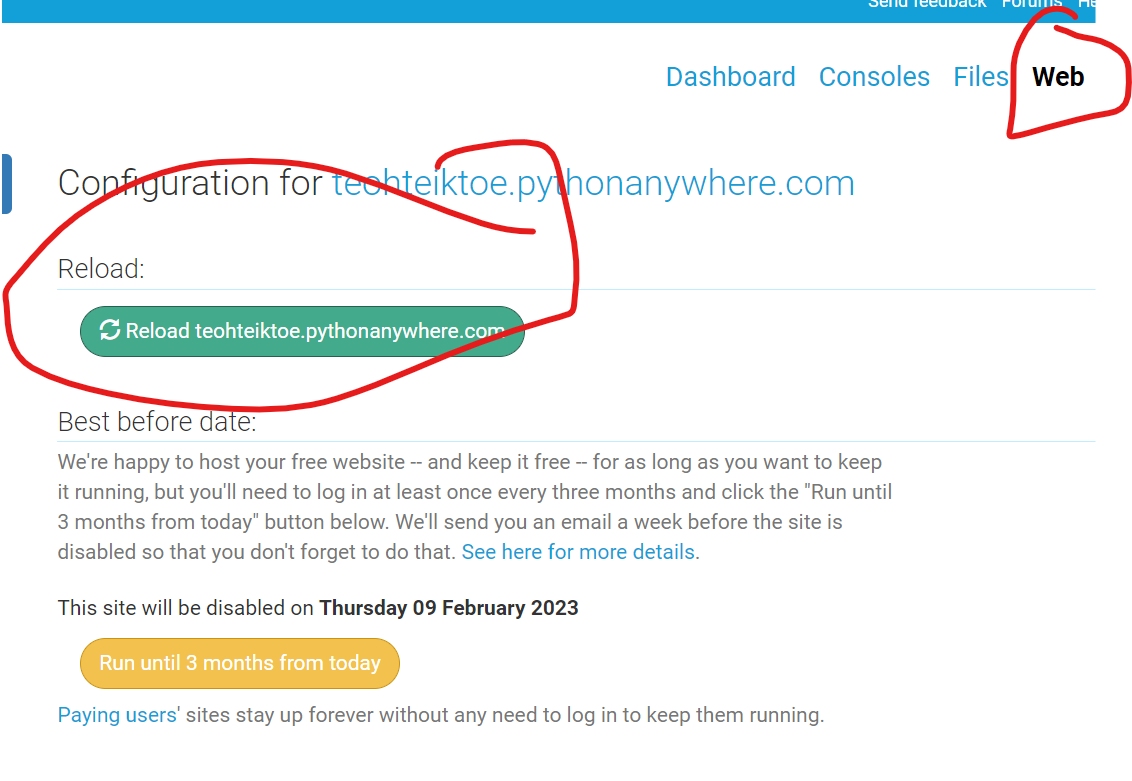 Send feedback Forums
Dashboard Consoles Files Web
Configuration for teohteiktoe.pythonanywhere.com
Reload:
Reload teohteiktoe.pythonanywhere.com
Best before date:
We're happy to host your free website -- and keep it free -- for as long as you want to keep
it running, but you'll need to log in at least once every three months and click the "Run until
3 months from today" button below. We'll send you an email a week before the site is
disabled so that you don't forget to do that. See here for more details.
This site will be disabled on Thursday 09 February 2023
Run until 3 months from today
Paying users' sites stay up forever without any need to log in to keep them running.